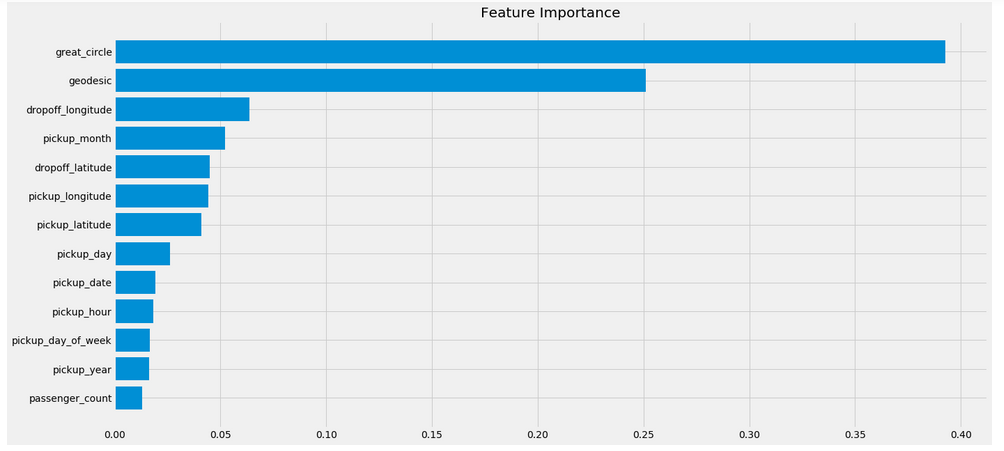 Feature Importance
great_circle
geodesic
dropoff_longitude
pickup_month
dropoff_latitude
pickup_longitude
pickup_latitude
pickup_day
pickup_date
pickup_hour
pickup_day_of_week
pickup_year
passenger_count
0.00 0.05 0.10 0.15 0.20 0.25 0.30 0.35 0.40